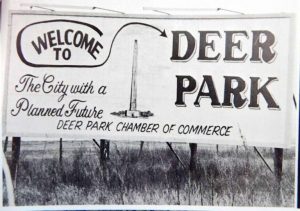 WELCOME
TO
DEER
PARK
The City with a
Planned Future
DEER PARK CHAMBER OF COMMERCE